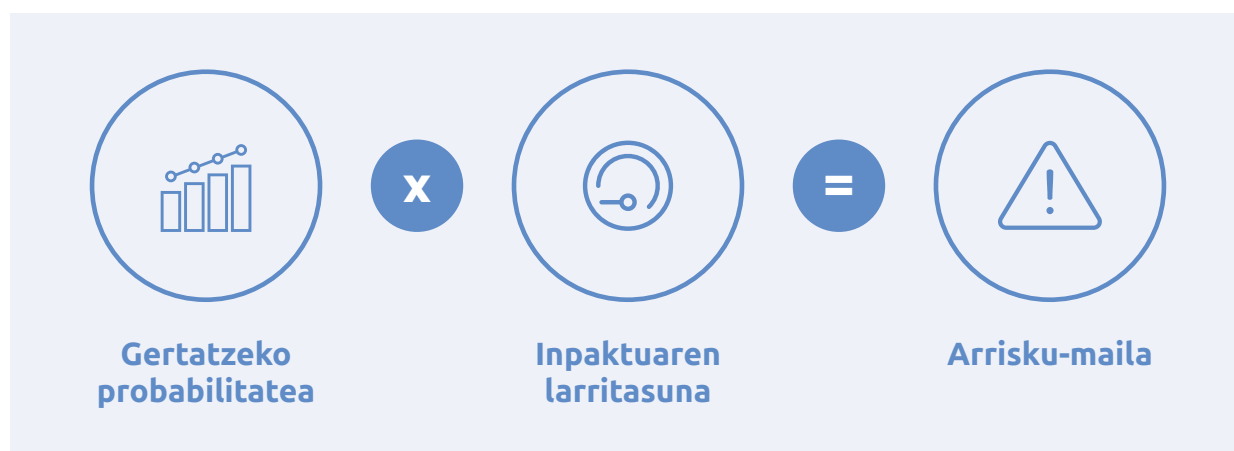 x
=
Gertatzeko
probabilitatea
Inpaktuaren
larritasuna
Arrisku-maila